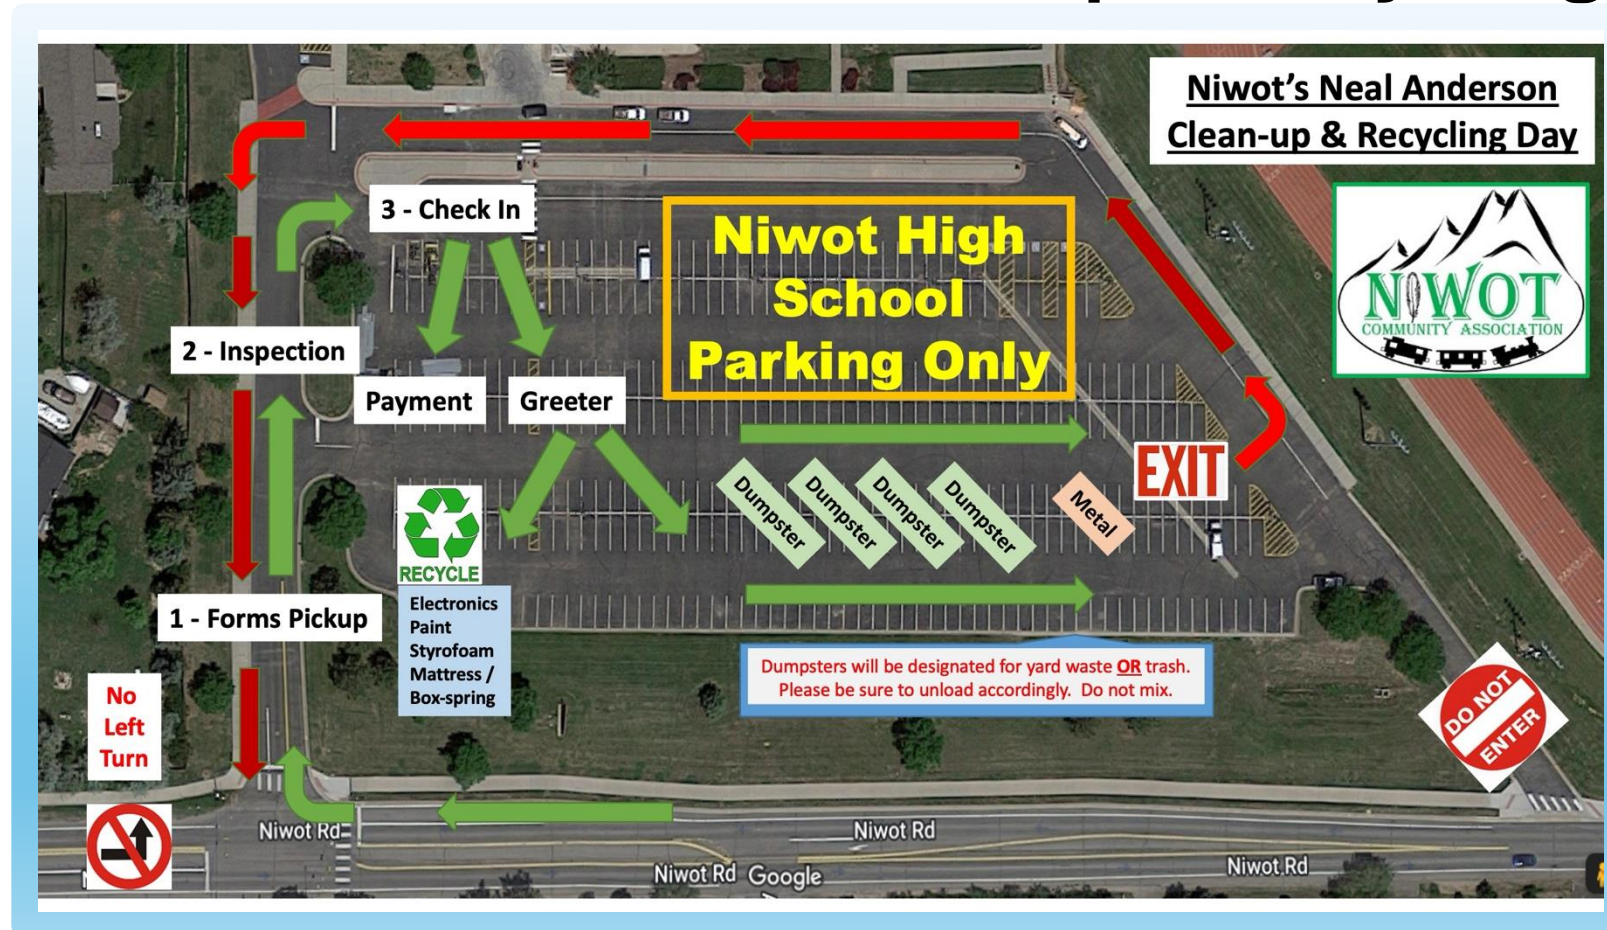 Niwot's Neal Anderson
Clean-up & Recycling Day
NIWOT
COMMUNITY ASSOCIATION
3 - Check In
Niwot High
School
Parking Only
2 - Inspection
Payment
Greeter
EXIT
Dumpster
Dumpster
Dumpster
Dumpster
Metal
RECYCLE
Electronics
Paint
Styrofoam
Mattress /
Box-spring
1 - Forms Pickup
Dumpsters will be designated for yard waste OR trash.
Please be sure to unload accordingly.  Do not mix.
No
Left
Turn
DO NOT
ENTER
Niwot Rd
Niwot Rd
Niwot Rd
Google
Niwot Rd